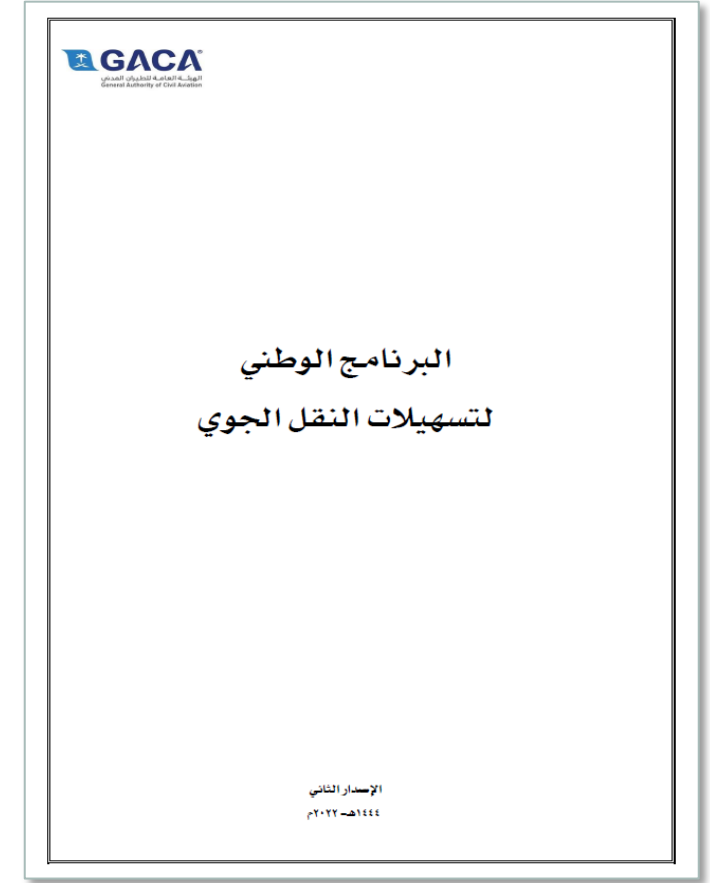 GACA
الهيئة العامة للطيران المدني
General Authority of Civil Aviation
البرنامج الوطني
لتسهيلات النقل الجوي
الإصدار الثاني
١٤٤٤هـ - ٢٠٢٢م